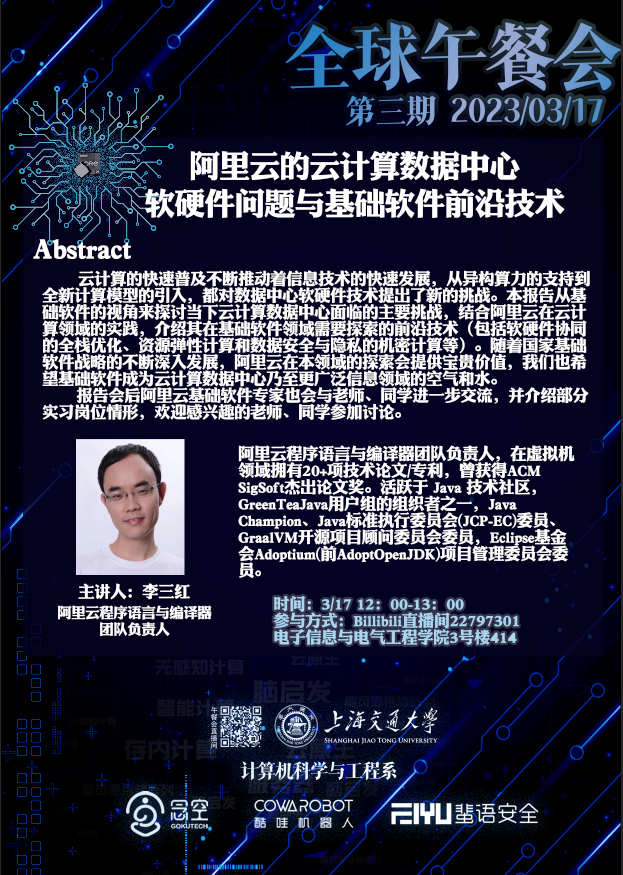 全球午餐会
第三期 2023/03/17
阿里云的云计算数据中心
软硬件问题与基础软件前沿技术
Abstract
云计算的快速普及不断推动着信息技术的快速发展，从异构算力的支持到
全新计算模型的引入，都对数据中心软硬件技术提出了新的挑战。本报告从基
础软件的视角来探讨当下云计算数据中心面临的主要挑战，结合阿里云在云计
算领域的实践，介绍其在基础软件领域需要探索的前沿技术（包括软硬件协同
的全栈优化、资源弹性计算和数据安全与隐私的机密计算等）。随着国家基础
软件战略的不断深入发展，阿里云在本领域的探索会提供宝贵价值，我们也希
望基础软件成为云计算数据中心乃至更广泛信息领域的空气和水。
报告会后阿里云基础软件专家也会与老师、同学进一步交流，并介绍部分
实习岗位情形，欢迎感兴趣的老师、同学参加讨论。
阿里云程序语言与编译器团队负责人，在虚拟机
领域拥有20+项技术论文/专利，曾获得ACM
SigSoft杰出论文奖。活跃于 Java 技术社区，
GreenTeaJava用户组的组织者之一，Java
Champion、Java标准执行委员会(JCP-EC)委员、
GraalVM开源项目顾问委员会委员，Eclipse基金
会Adoptium(前AdoptOpenJDK)项目管理委员会委
员。
主讲人：李三红
阿里云程序语言与编译器
团队负责人
时间：3/17 12：00-13：00
参与方式：Billibili直播间22797301
电子信息与电气工程学院3号楼414
无感知计算
脑启发
智能计算
存内计算
午餐会直播间
上海交通大学
SHANGHAI JIAO TONG UNIVERSITY
计算机科学与工程系
念空
GOKUTECH
COWAROBOT
酷哇机器人
FEIYU 蜚语安全